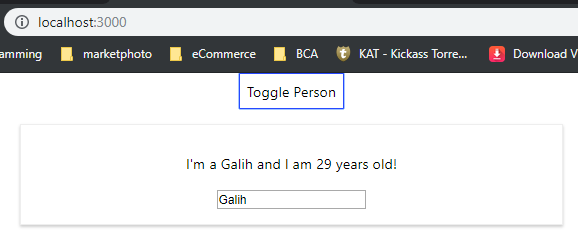 localhost:3000
amming marketphoto eCommerce BCA KAT - Kickass Torre... Download V
Toggle Person
I'm a Galih and I am 29 years old!
Galih